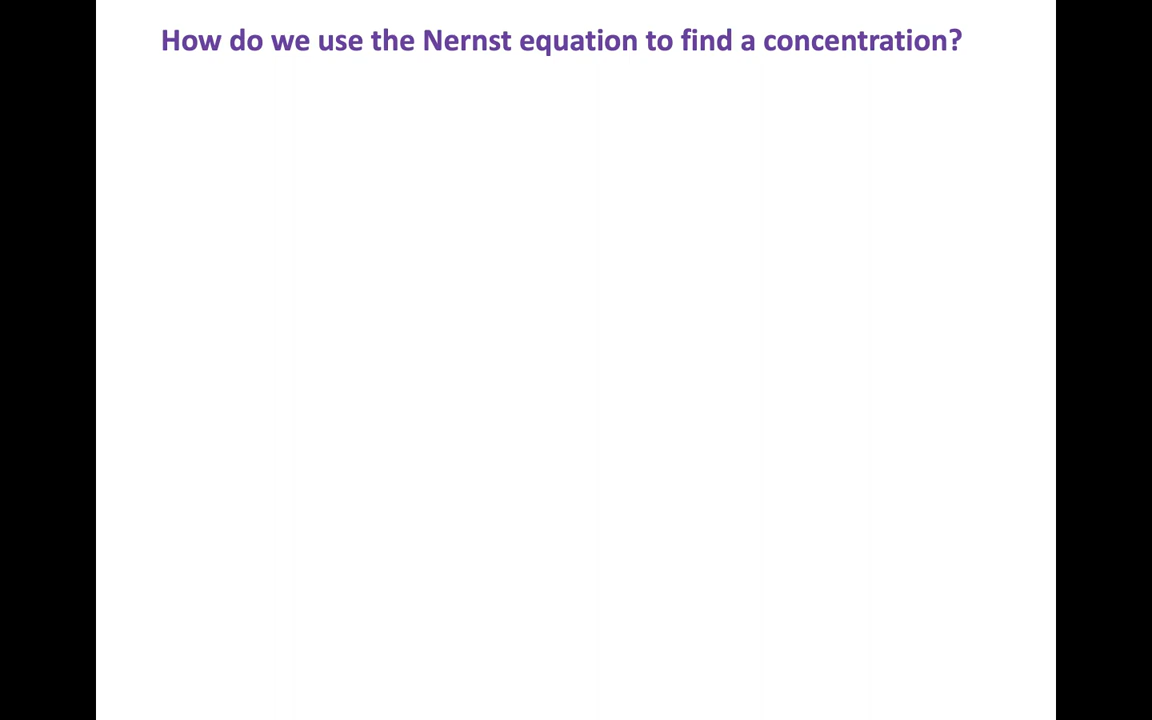 How do we use the Nernst equation to find a concentration?